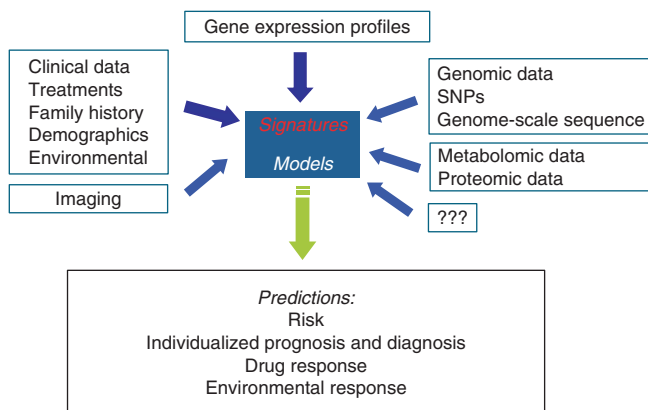 Gene expression profiles
Clinical data
Treatments
Family history
Demographics
Environmental
Imaging
Signatures
Models
Genomic data
SNPs
Genome-scale sequence
Metabolomic data
Proteomic data
???
Predictions:
Risk
Individualized prognosis and diagnosis
Drug response
Environmental response